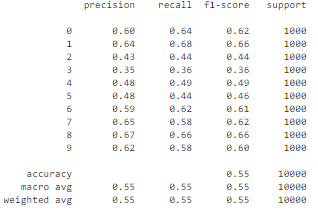 precision recall f1-score support
0 0.60 0.64 0.62 1000
1 0.64 0.68 0.66 1000
2 0.43 0.44 0.44 1000
3 0.35 0.36 0.36 1000
4 0.48 0.49 0.49 1000
5 0.48 0.44 0.46 1000
6 0.59 0.62 0.61 1000
7 0.65 0.58 0.62 1000
8 0.67 0.66 0.66 1000
9 0.62 0.58 0.60 1000
accuracy 0.55 10000
macro avg 0.55 0.55 0.55 10000
weighted avg 0.55 0.55 0.55 10000